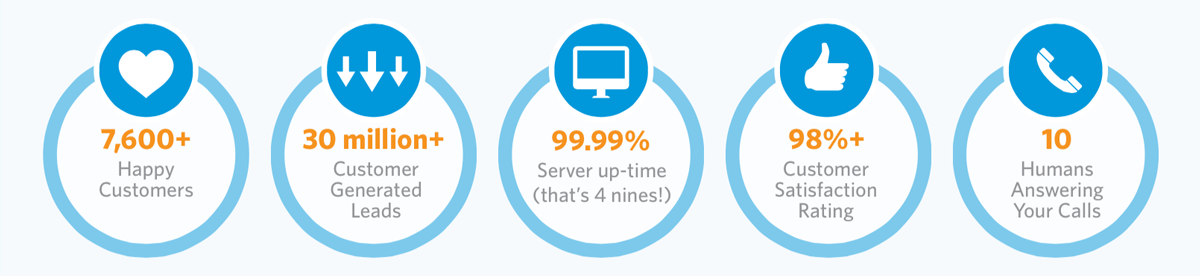 7,600+
Happy
Customers
30 million+
Customer
Generated
Leads
99.99%
Server up-time
(that's 4 nines!)
98%+
Customer
Satisfaction
Rating
10
Humans
Answering
Your Calls